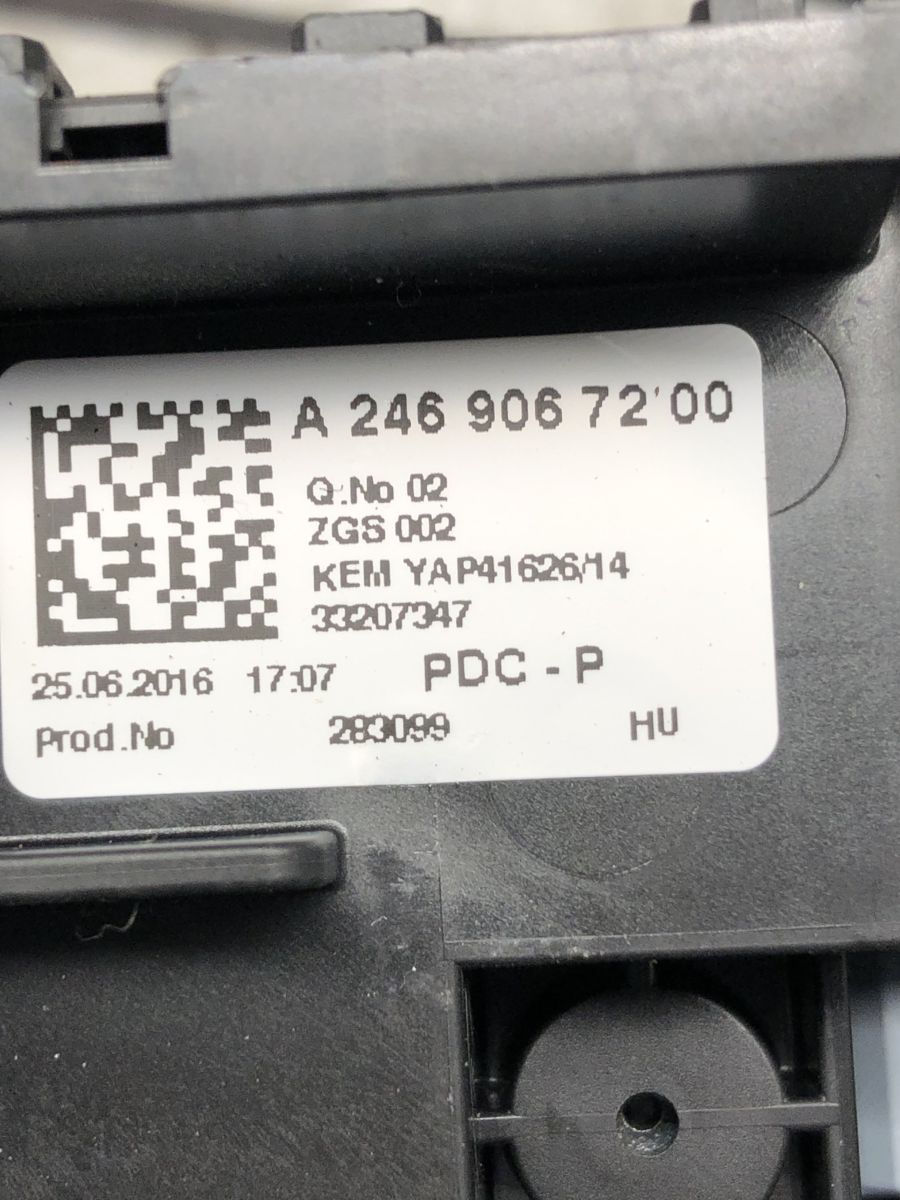 A 246 906 72 00
Q.No 02
ZGS 002
KEM YAP41626/14
33207347
25.06.2016 17:07 PDC - P
Prod.No 283099 HU